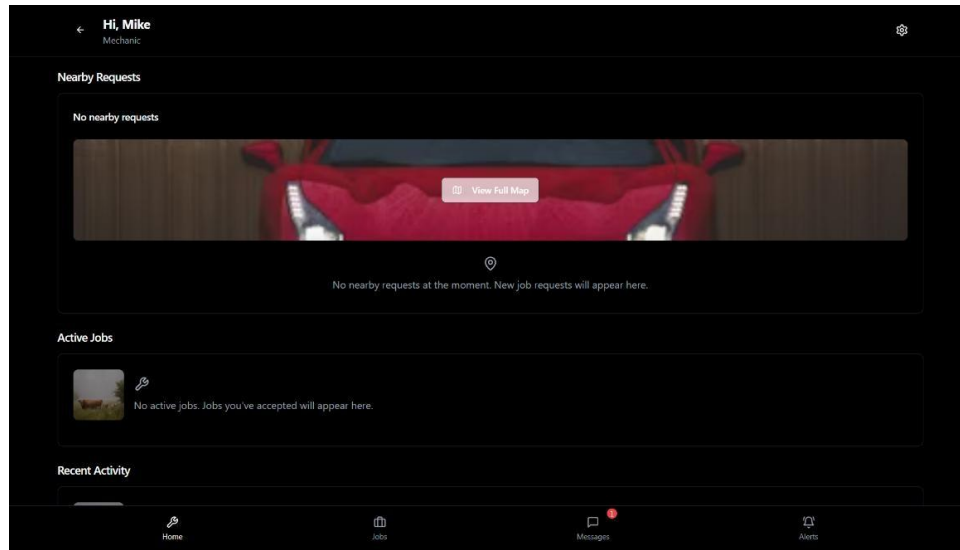 Hi, Mike
Mechanic
Nearby Requests
No nearby requests
View Full Map
No nearby requests at the moment. New job requests will appear here.
Active Jobs
No active jobs. Jobs you've accepted will appear here.
Recent Activity
Home
Jobs
1
Messages
Alerts